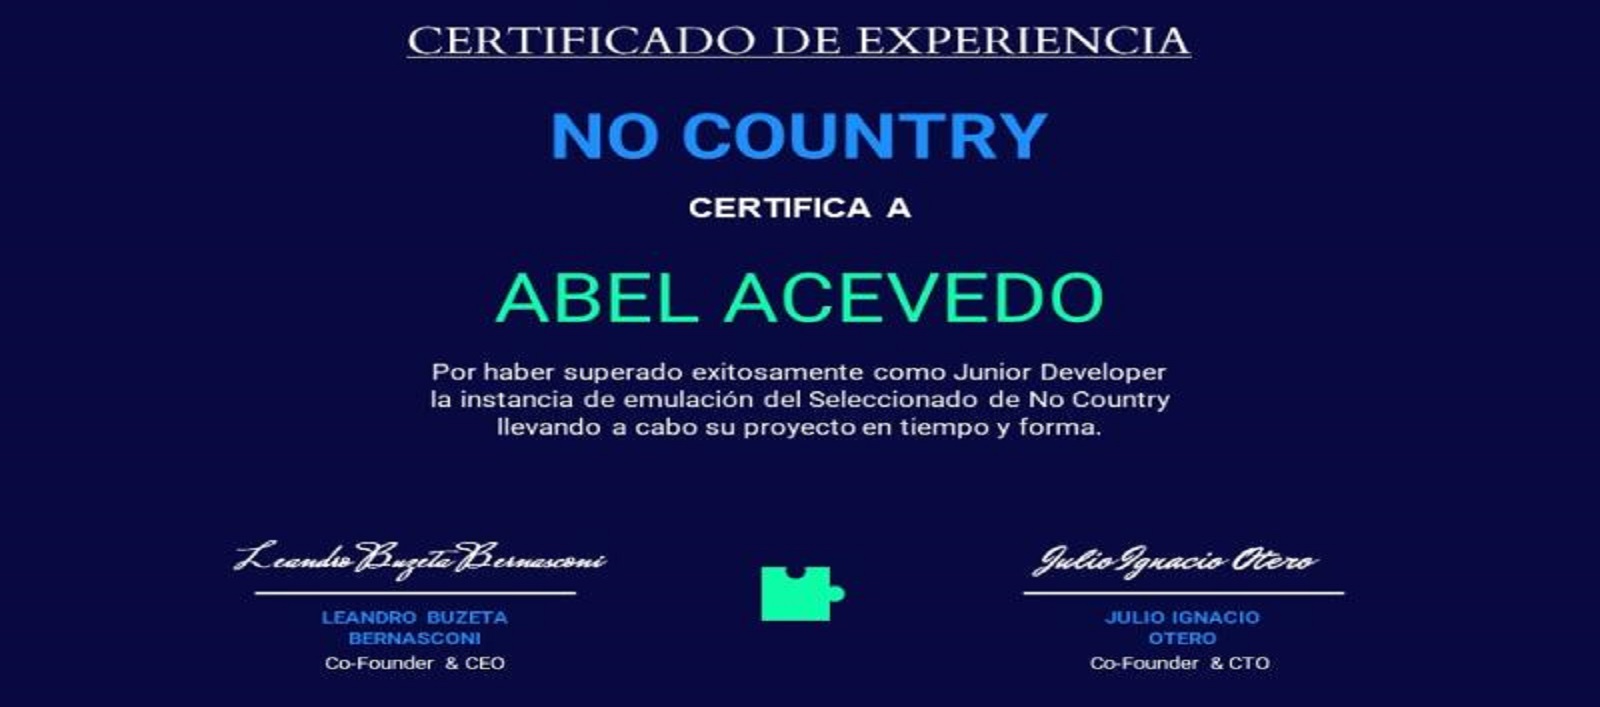 CERTIFICADO DE EXPERIENCIA
NO COUNTRY
CERTIFICA A
ABEL ACEVEDO
Por haber superado exitosamente como Junior Developer
la instancia de emulación del Seleccionado de No Country
llevando a cabo su proyecto en tiempo y forma.
Leandro Buzeta Bernasconi
LEANDRO BUZETA
BERNASCONI
Co-Founder & CEO
Julio Ignacio Otero
JULIO IGNACIO
OTERO
Co-Founder & CTO